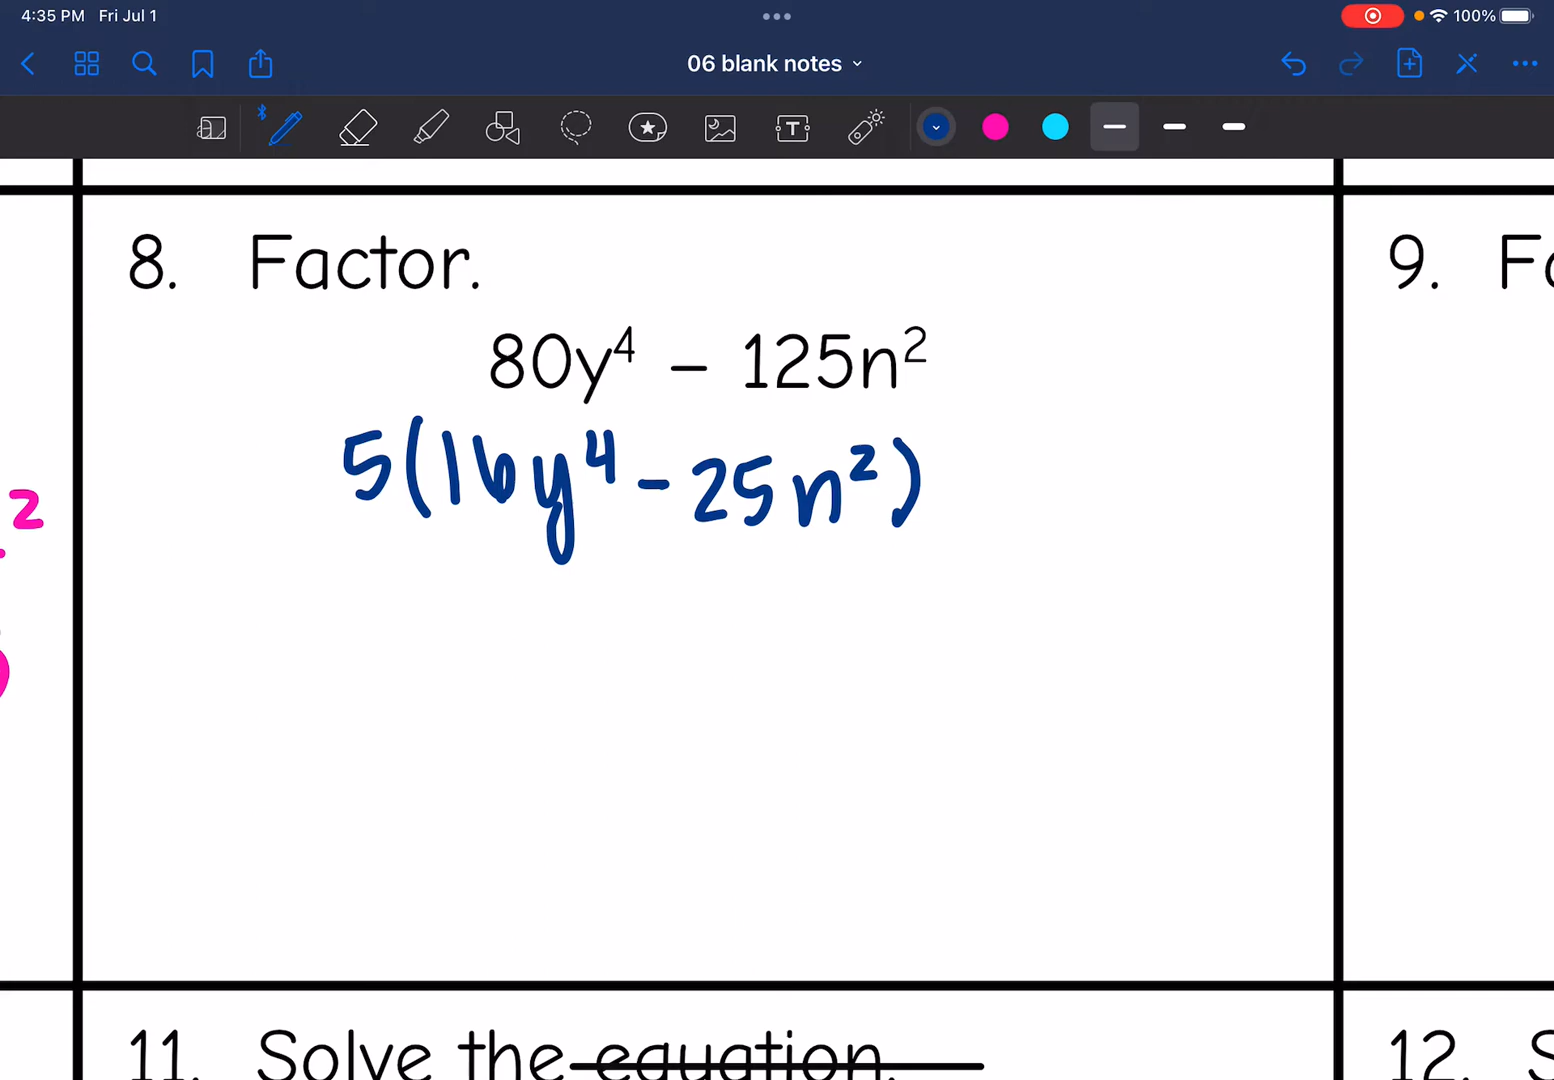 4:35 PM Fri Jul 1
100%
06 blank notes
8. Factor.
9. Fo
80y⁴ – 125n²
5(16y⁴-25n²)
2
11. Solve the equation.
12. S